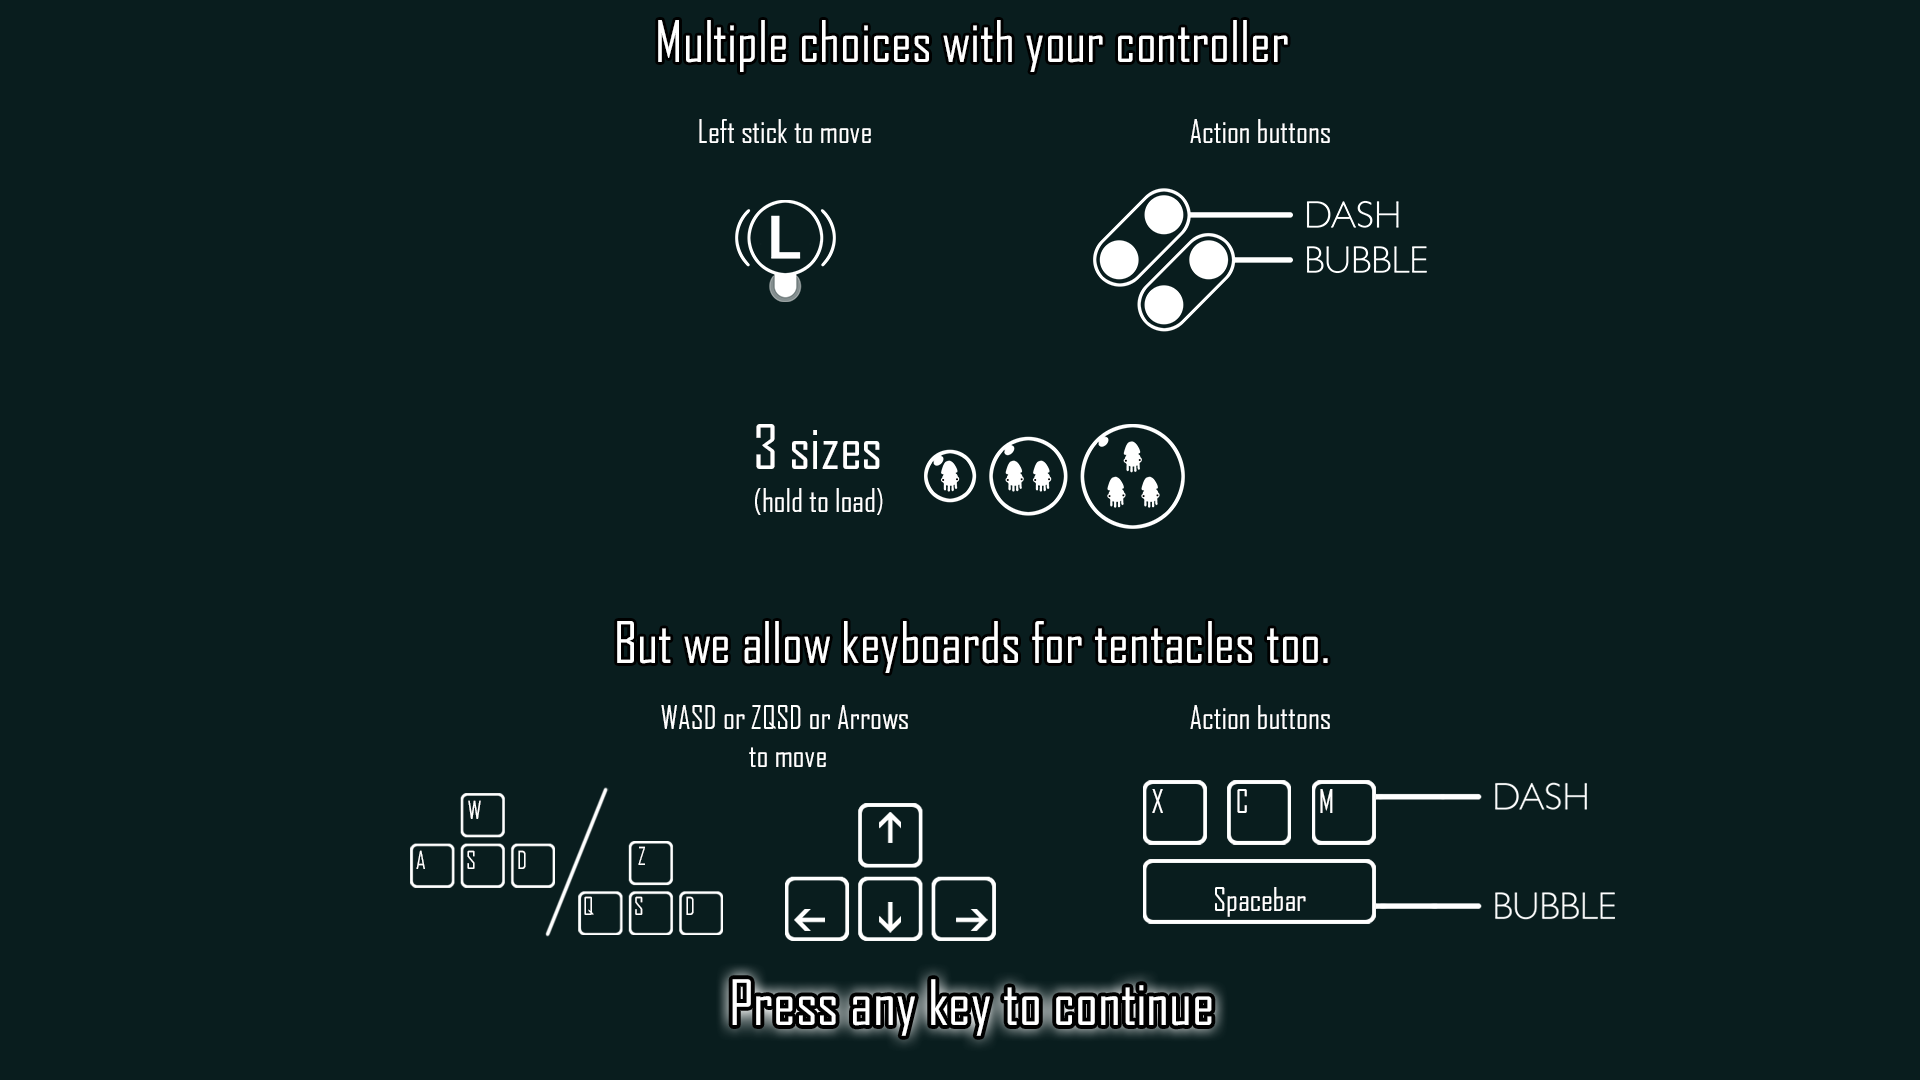 Multiple choices with your controller
Left stick to move
Action buttons
L
DASH
BUBBLE
3 sizes
(hold to load)
But we allow keyboards for tentacles too.
WASD or ZQSD or Arrows
to move
Action buttons
W
A S D
Z
Q S D
X C M
DASH
Spacebar
BUBBLE
Press any key to continue